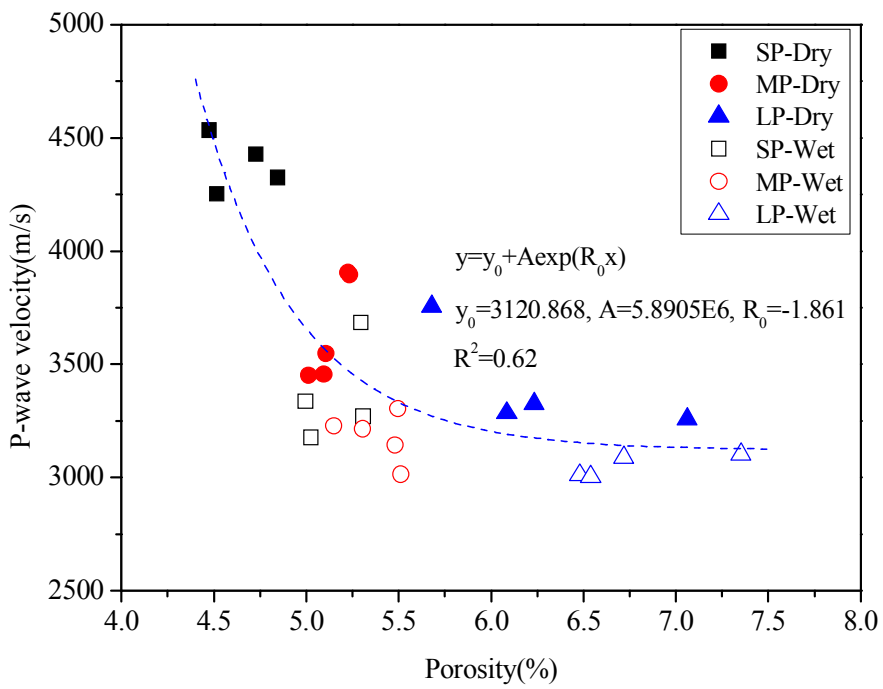 5000
4500
4000
3500
3000
2500
P-wave velocity(m/s)
SP-Dry
MP-Dry
LP-Dry
SP-Wet
MP-Wet
LP-Wet
y=y₀+Aexp(R₀x)
y₀=3120.868, A=5.8905E6, R₀=-1.861
R²=0.62
4.0 4.5 5.0 5.5 6.0 6.5 7.0 7.5 8.0
Porosity(%)